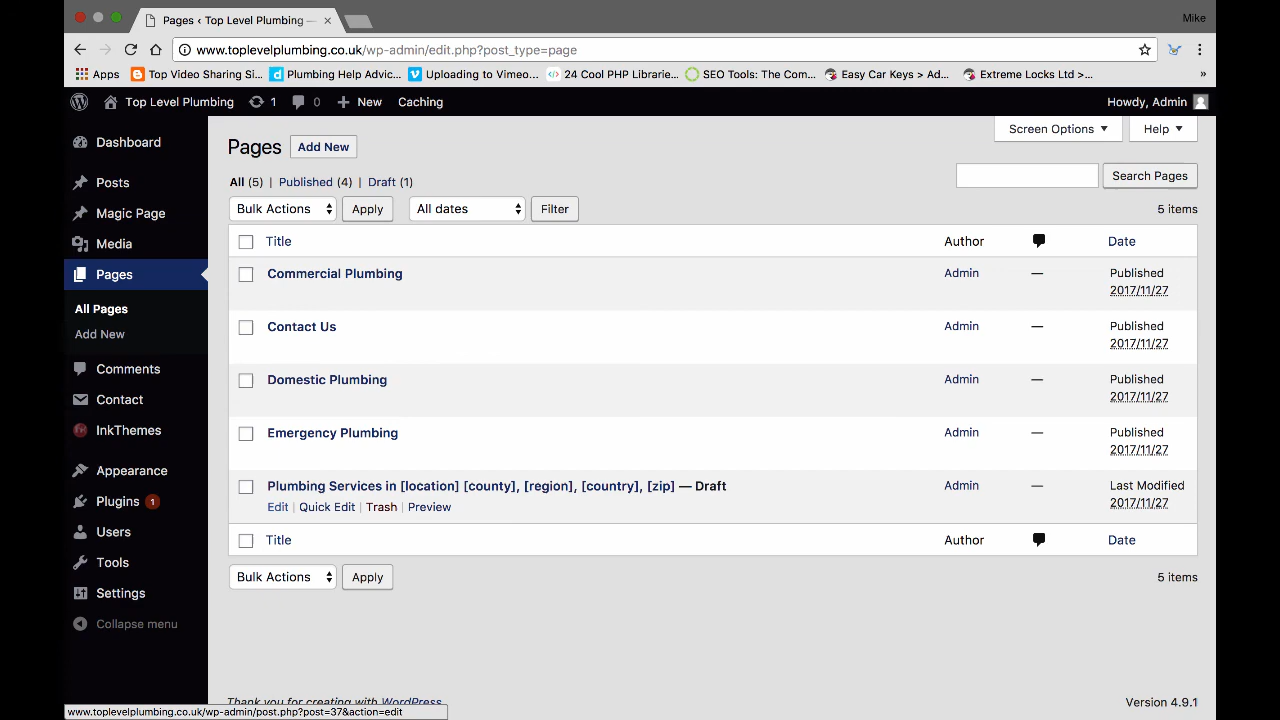 Pages ‹ Top Level Plumbing —
Mike
www.toplevelplumbing.co.uk/wp-admin/edit.php?post_type=page
Apps Top Video Sharing Si... Plumbing Help Advic... Uploading to Vimeo... 24 Cool PHP Librarie... SEO Tools: The Com... Easy Car Keys > Ad... Extreme Locks Ltd >... »
Top Level Plumbing 1 0 New Caching Howdy, Admin
Screen Options Help
Dashboard
Posts
Magic Page
Media
Pages
All Pages
Add New
Comments
Contact
InkThemes
Appearance
Plugins 1
Users
Tools
Settings
Collapse menu
Pages Add New
All (5) | Published (4) | Draft (1)
Search Pages
Bulk Actions Apply All dates Filter 5 items
Title Author Date
Commercial Plumbing Admin — Published
2017/11/27
Contact Us Admin — Published
2017/11/27
Domestic Plumbing Admin — Published
2017/11/27
Emergency Plumbing Admin — Published
2017/11/27
Plumbing Services in [location] [county], [region], [country], [zip] — Draft Admin — Last Modified
Edit | Quick Edit | Trash | Preview 2017/11/27
Title Author Date
Bulk Actions Apply 5 items
Thank you for creating with WordPress. Version 4.9.1
www.toplevelplumbing.co.uk/wp-admin/post.php?post=37&action=edit